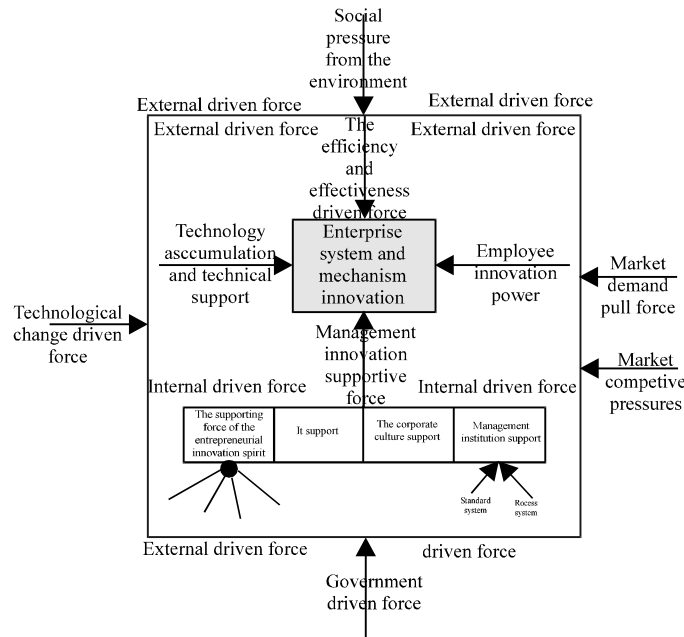 Social
pressure
from the
environment
External driven force
External driven force
External driven force
External driven force
The
efficiency
and
effectiveness
driven force
Technology
asccumulation
and technical
support
Enterprise
system and
mechanism
innovation
Employee
innovation
power
Market
demand
pull force
Technological
change driven
force
Management
innovation
supportive
force
Market
competive
pressures
Internal driven force
Internal driven force
The supporting
force of the
entrepreneurial
innovation spirit
It support
The corporate
culture support
Management
institution support
Standard
system
Rocess
system
External driven force
driven force
Government
driven force